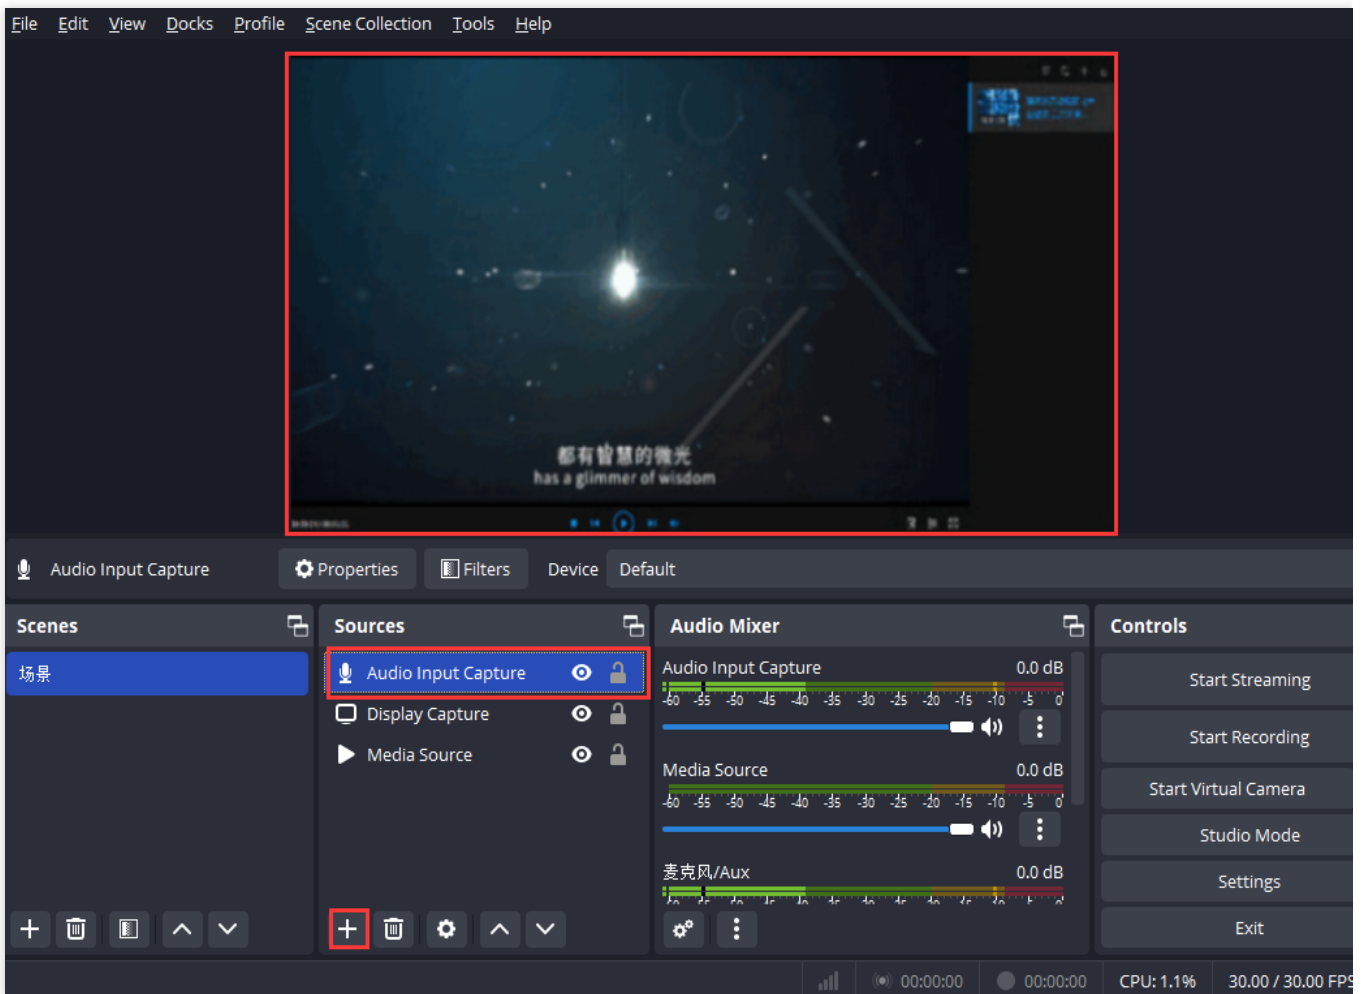 File Edit View Docks Profile Scene Collection Tools Help
都有智慧的微光
has a glimmer of wisdom
Audio Input Capture Properties Filters Device Default
Scenes
场景
Sources
Audio Input Capture
Display Capture
Media Source
Audio Mixer
Audio Input Capture 0.0 dB
-60 -55 -50 -45 -40 -35 -30 -25 -20 -15 -10 -5 0
Media Source 0.0 dB
-60 -55 -50 -45 -40 -35 -30 -25 -20 -15 -10 -5 0
麦克风/Aux 0.0 dB
Controls
Start Streaming
Start Recording
Start Virtual Camera
Studio Mode
Settings
Exit
00:00:00 00:00:00 CPU: 1.1% 30.00 / 30.00 FPS